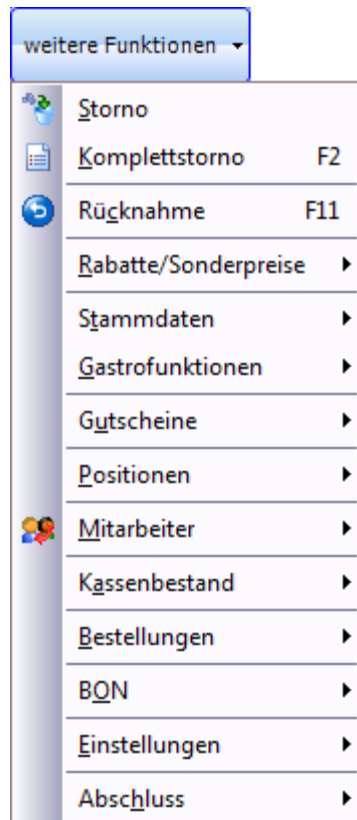 weitere Funktionen
Storno
Komplettstorno F2
Rücknahme F11
Rabatte/Sonderpreise
Stammdaten
Gastrofunktionen
Gutscheine
Positionen
Mitarbeiter
Kassenbestand
Bestellungen
BON
Einstellungen
Abschluss